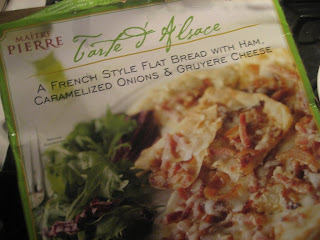 MAÎTRE
PIERRE
Tarte d'Alsace
A FRENCH STYLE FLAT BREAD WITH HAM,
CARAMELIZED ONIONS & GRUYERE CHEESE